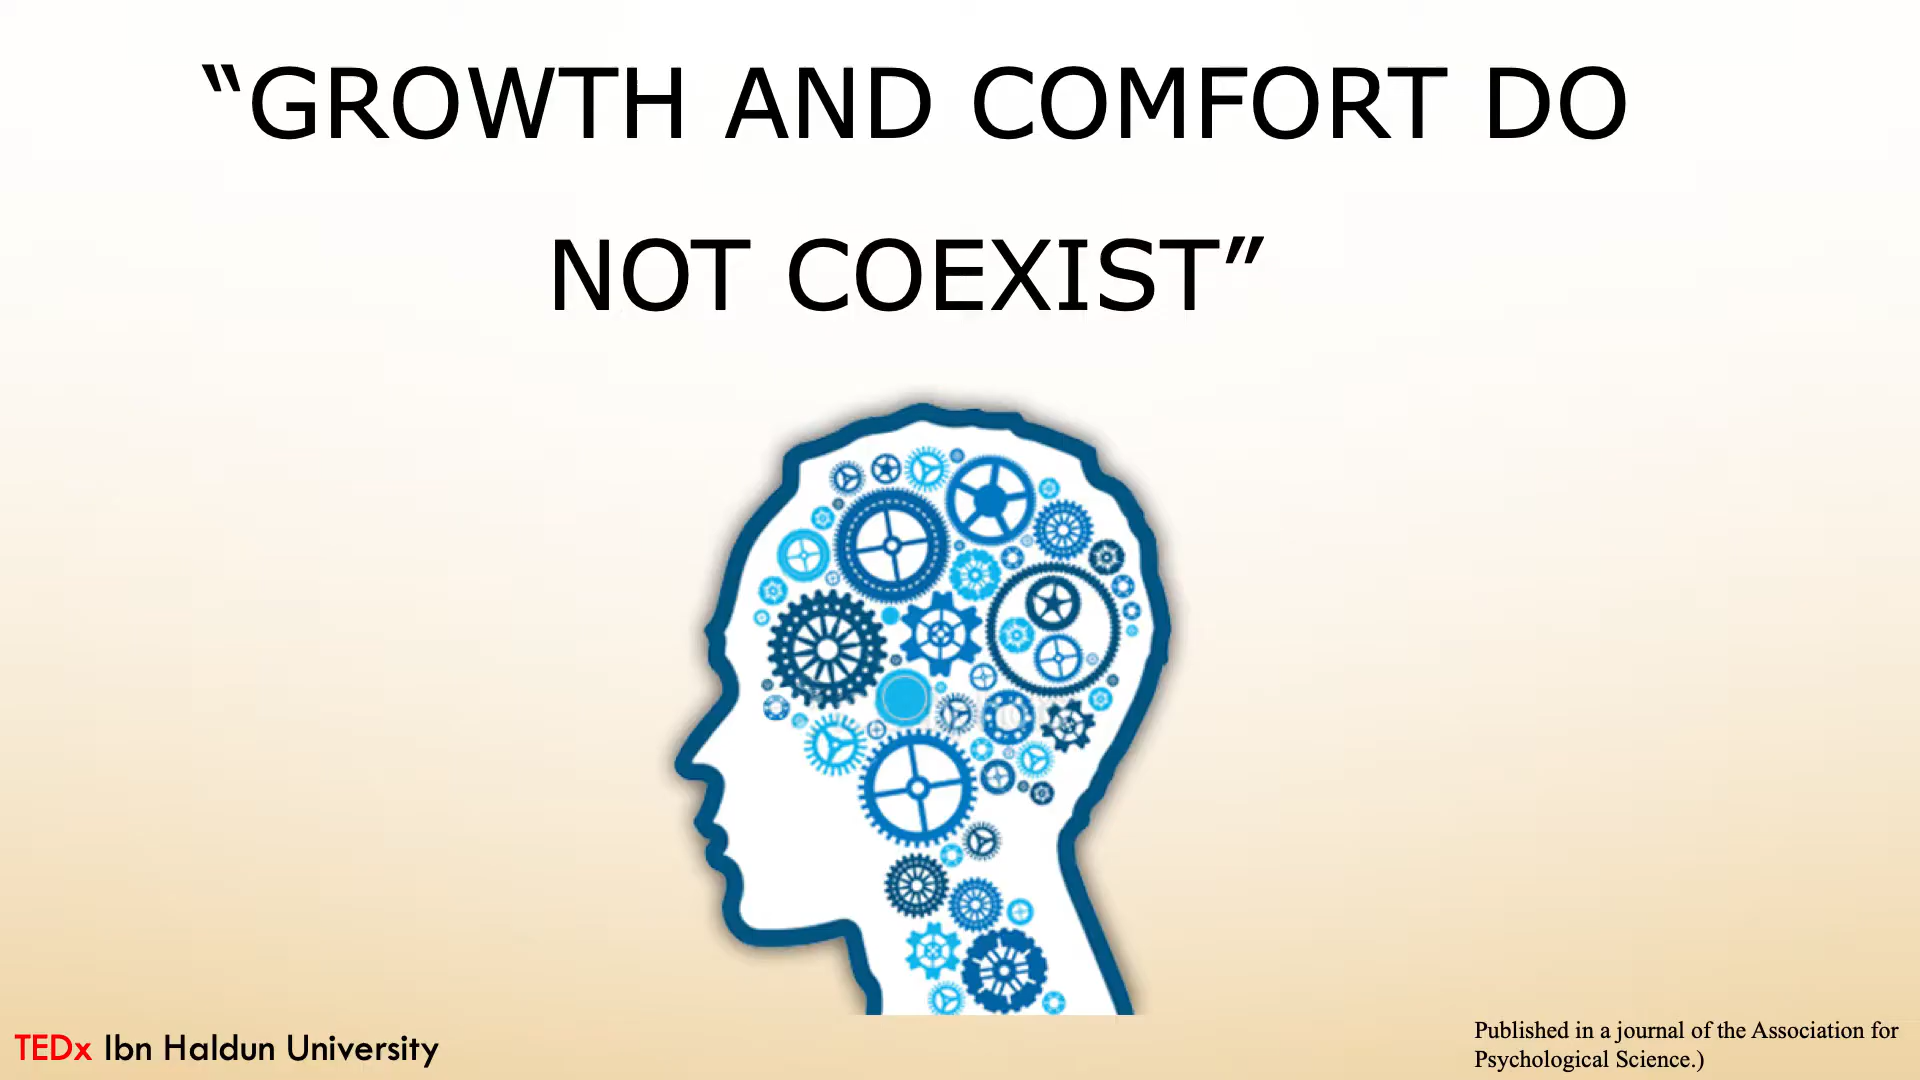 “GROWTH AND COMFORT DO
NOT COEXIST”
TEDx Ibn Haldun University
Published in a journal of the Association for
Psychological Science.)